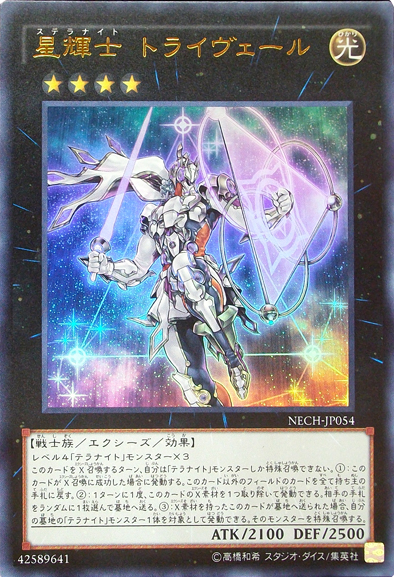 ステラナイト
星輝士 トライヴェール
ひかり
光
NECH-JP054
【戦士族/エクシーズ/効果】
レベル4「テラナイト」モンスター×3
このカードをX召喚するターン、自分は「テラナイト」モンスターしか特殊召喚できない。①:このカ
ードがX召喚に成功した場合に発動する。このカード以外のフィールドのカードを全て持ち主の
手札に戻す。②:1ターンに1度、このカードのX素材を1つ取り除いて発動できる。相手の手札
をランダムに1枚選んで墓地へ送る。③:X素材を持ったこのカードが墓地へ送られた場合、自
分の墓地の「テラナイト」モンスター1体を対象として発動できる。そのモンスターを特殊召喚する。
ATK/2100 DEF/2500
42589641
©高橋和希 スタジオ・ダイス/集英社